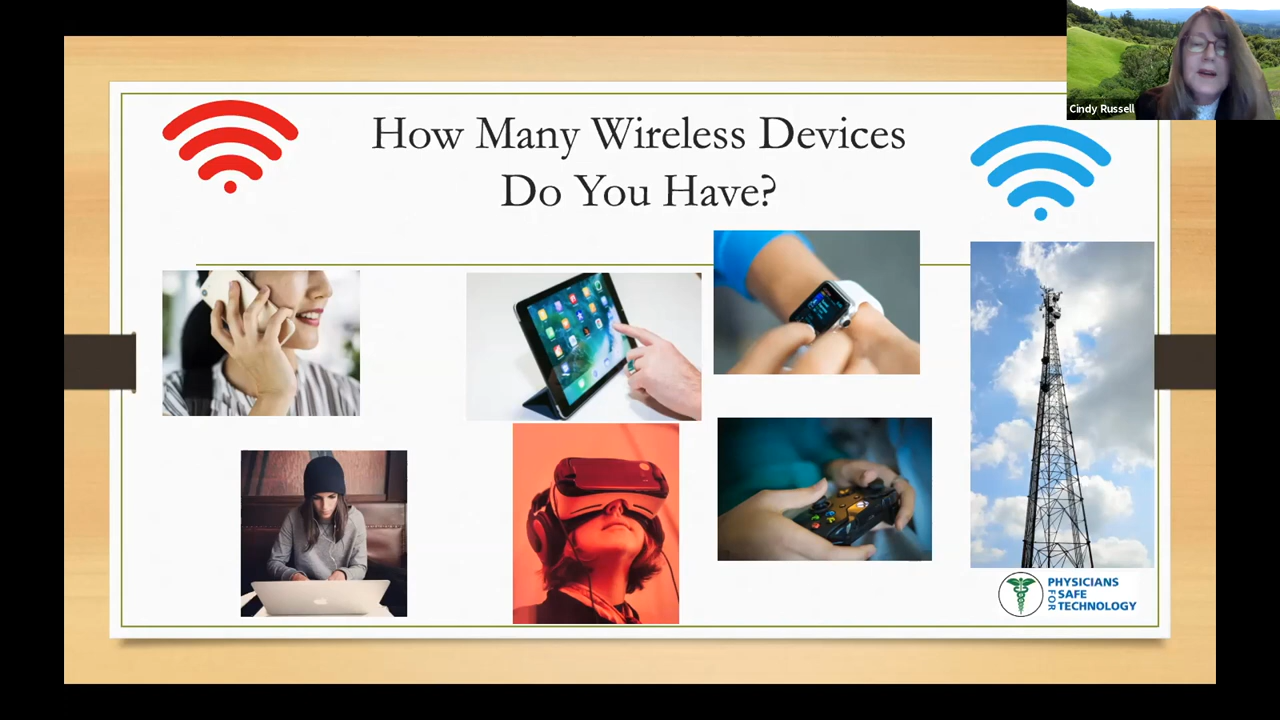 Cindy Russell
How Many Wireless Devices
Do You Have?
PHYSICIANS
FOR
SAFE
TECHNOLOGY